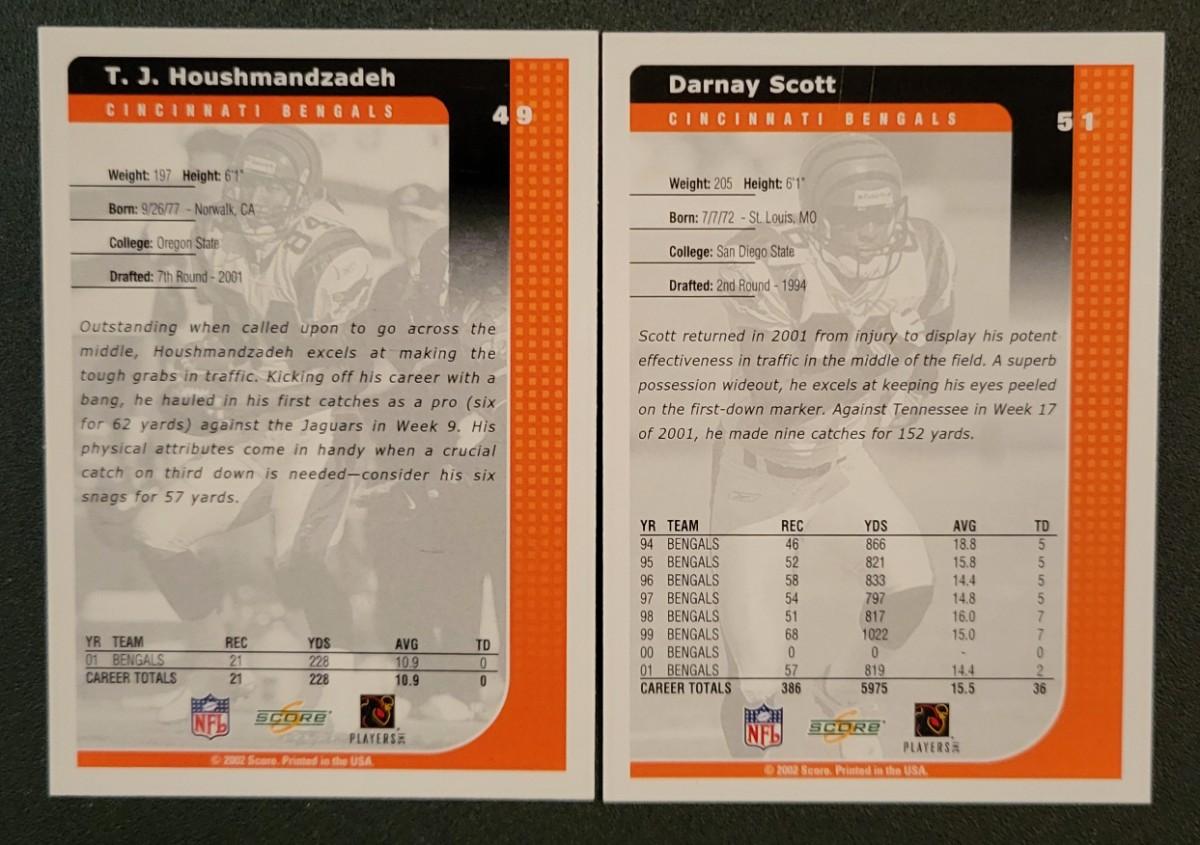 T. J. Houshmandzadeh
CINCINNATI BENGALS
49
Weight: 197 Height: 6'1"
Born: 9/26/77 - Norwalk, CA
College: Oregon State
Drafted: 7th Round - 2001
Outstanding when called upon to go across the
middle, Houshmandzadeh excels at making the
tough grabs in traffic. Kicking off his career with a
bang, he hauled in his first catches as a pro (six
for 62 yards) against the Jaguars in Week 9. His
physical attributes come in handy when a crucial
catch on third down is needed—consider his six
snags for 57 yards.
YR TEAM REC YDS AVG TD
01 BENGALS 21 228 10.9 0
CAREER TOTALS 21 228 10.9 0
NFL SCORE PLAYERS INC
© 2002 Score. Printed in the USA.
Darnay Scott
CINCINNATI BENGALS
51
Weight: 205 Height: 6'1"
Born: 7/7/72 - St. Louis, MO
College: San Diego State
Drafted: 2nd Round - 1994
Scott returned in 2001 from injury to display his potent
effectiveness in traffic in the middle of the field. A superb
possession wideout, he excels at keeping his eyes peeled
on the first-down marker. Against Tennessee in Week 17
of 2001, he made nine catches for 152 yards.
YR TEAM REC YDS AVG TD
94 BENGALS 46 866 18.8 5
95 BENGALS 52 821 15.8 5
96 BENGALS 58 833 14.4 5
97 BENGALS 54 797 14.8 5
98 BENGALS 51 817 16.0 7
99 BENGALS 68 1022 15.0 7
00 BENGALS 0 0 - 0
01 BENGALS 57 819 14.4 2
CAREER TOTALS 386 5975 15.5 36
NFL SCORE PLAYERS INC
© 2002 Score. Printed in the USA.